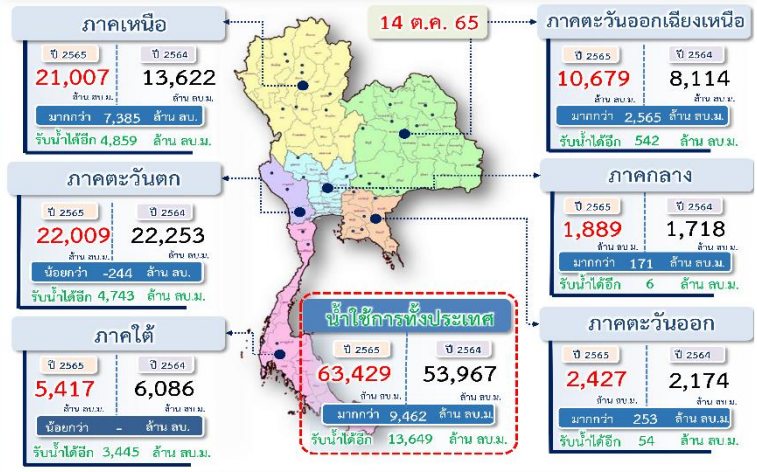 ภาคเหนือ
ปี 2565 ปี 2564
21,007 13,622
ล้าน ลบ.ม. ล้าน ลบ.ม.
มากกว่า 7,385 ล้าน ลบ.
รับน้ำได้อีก 4,859 ล้าน ลบ.ม.
14 ต.ค. 65
ภาคตะวันออกเฉียงเหนือ
ปี 2565 ปี 2564
10,679 8,114
ล้าน ลบ.ม. ล้าน ลบ.ม.
มากกว่า 2,565 ล้าน ลบ.ม.
รับน้ำได้อีก 542 ล้าน ลบ.ม.
ภาคตะวันตก
ปี 2565 ปี 2564
22,009 22,253
ล้าน ลบ.ม. ล้าน ลบ.ม.
น้อยกว่า -244 ล้าน ลบ.
รับน้ำได้อีก 4,743 ล้าน ลบ.ม.
ภาคกลาง
ปี 2565 ปี 2564
1,889 1,718
ล้าน ลบ.ม. ล้าน ลบ.ม.
มากกว่า 171 ล้าน ลบ.ม.
รับน้ำได้อีก 6 ล้าน ลบ.ม.
ภาคใต้
ปี 2565 ปี 2564
5,417 6,086
ล้าน ลบ.ม. ล้าน ลบ.ม.
น้อยกว่า - ล้าน ลบ.
รับน้ำได้อีก 3,445 ล้าน ลบ.ม.
น้ำใช้การทั้งประเทศ
ปี 2565 ปี 2564
63,429 53,967
ล้าน ลบ.ม. ล้าน ลบ.ม.
มากกว่า 9,462 ล้าน ลบ.ม.
รับน้ำได้อีก 13,649 ล้าน ลบ.ม.
ภาคตะวันออก
ปี 2565 ปี 2564
2,427 2,174
ล้าน ลบ.ม. ล้าน ลบ.ม.
มากกว่า 253 ล้าน ลบ.ม.
รับน้ำได้อีก 54 ล้าน ลบ.ม.